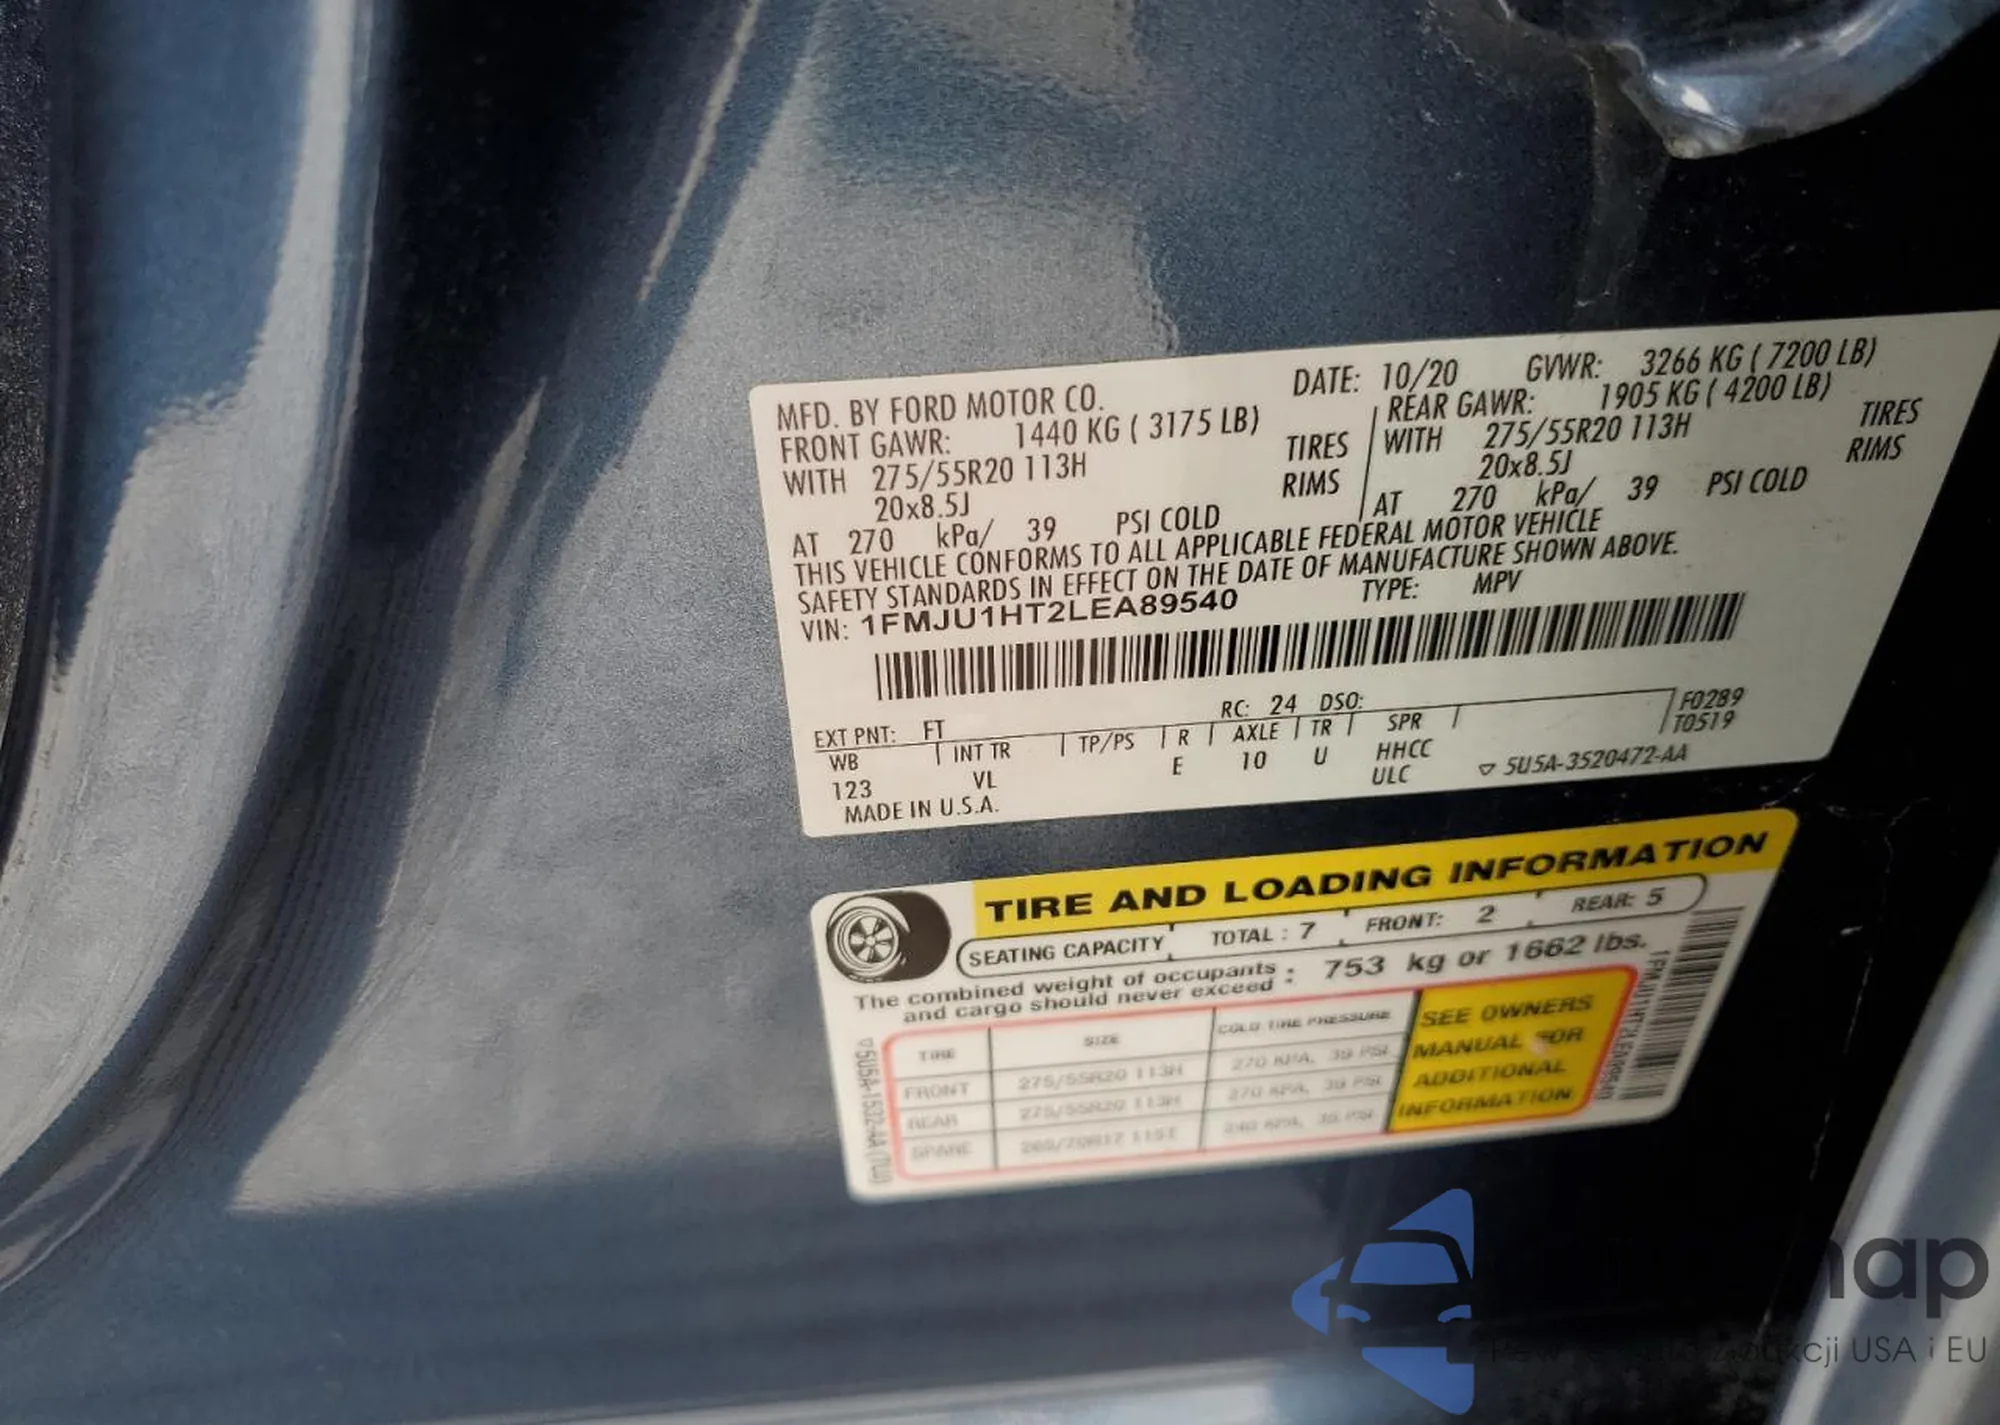 MFD. BY FORD MOTOR CO. DATE: 10/20 GVWR: 3266 KG ( 7200 LB)
FRONT GAWR: 1440 KG ( 3175 LB) REAR GAWR: 1905 KG ( 4200 LB)
WITH 275/55R20 113H TIRES WITH 275/55R20 113H TIRES
20x8.5J RIMS 20x8.5J RIMS
AT 270 kPa/ 39 PSI COLD AT 270 kPa/ 39 PSI COLD
THIS VEHICLE CONFORMS TO ALL APPLICABLE FEDERAL MOTOR VEHICLE
SAFETY STANDARDS IN EFFECT ON THE DATE OF MANUFACTURE SHOWN ABOVE.
VIN: 1FMJU1HT2LEA89540 TYPE: MPV
EXT PNT: FT RC: 24 DSO: F0289
WB INT TR TP/PS R AXLE TR SPR T0519
123 VL E 10 U HHCC
ULC ▽ 5U5A-3520472-AA
MADE IN U.S.A.
TIRE AND LOADING INFORMATION
SEATING CAPACITY TOTAL : 7 FRONT: 2 REAR: 5
The combined weight of occupants
and cargo should never exceed : 753 kg or 1662 lbs.
TIRE SIZE COLD TIRE PRESSURE
FRONT 275/55R20 113H 270 KPA, 39 PSI
REAR 275/55R20 113H 270 KPA, 39 PSI
SPARE
SEE OWNERS
MANUAL FOR
ADDITIONAL
INFORMATION
USA i EU